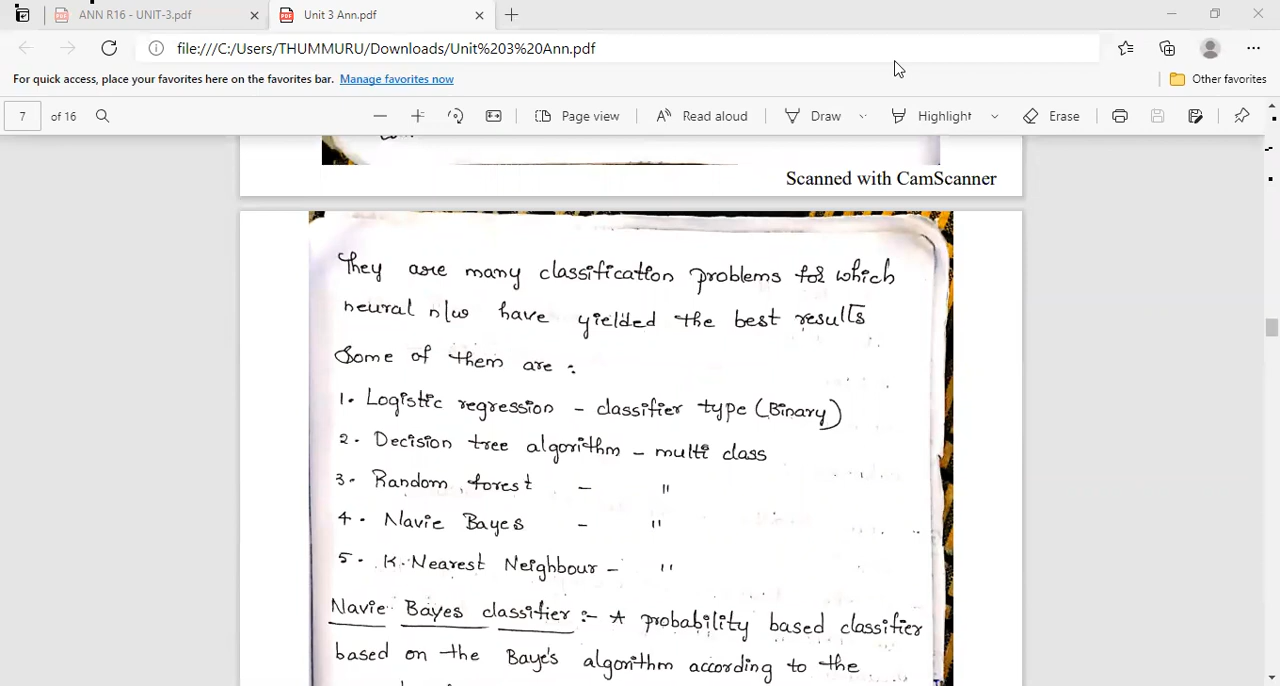 ANN R16 - UNIT-3.pdf
Unit 3 Ann.pdf
file:///C:/Users/THUMMURU/Downloads/Unit%203%20Ann.pdf
For quick access, place your favorites here on the favorites bar. Manage favorites now
Other favorites
7 of 16
Page view
Read aloud
Draw
Highlight
Erase
Scanned with CamScanner
They are many classification problems for which
neural n/w have yielded the best results
Some of them are :
1. Logistic regression - classifier type (Binary)
2. Decision tree algorithm - multi class
3. Random forest - "
4. Navie Bayes - "
5. K. Nearest Neighbour - "
Navie Bayes classifier :- A probability based classifier
based on the Baye's algorithm according to the